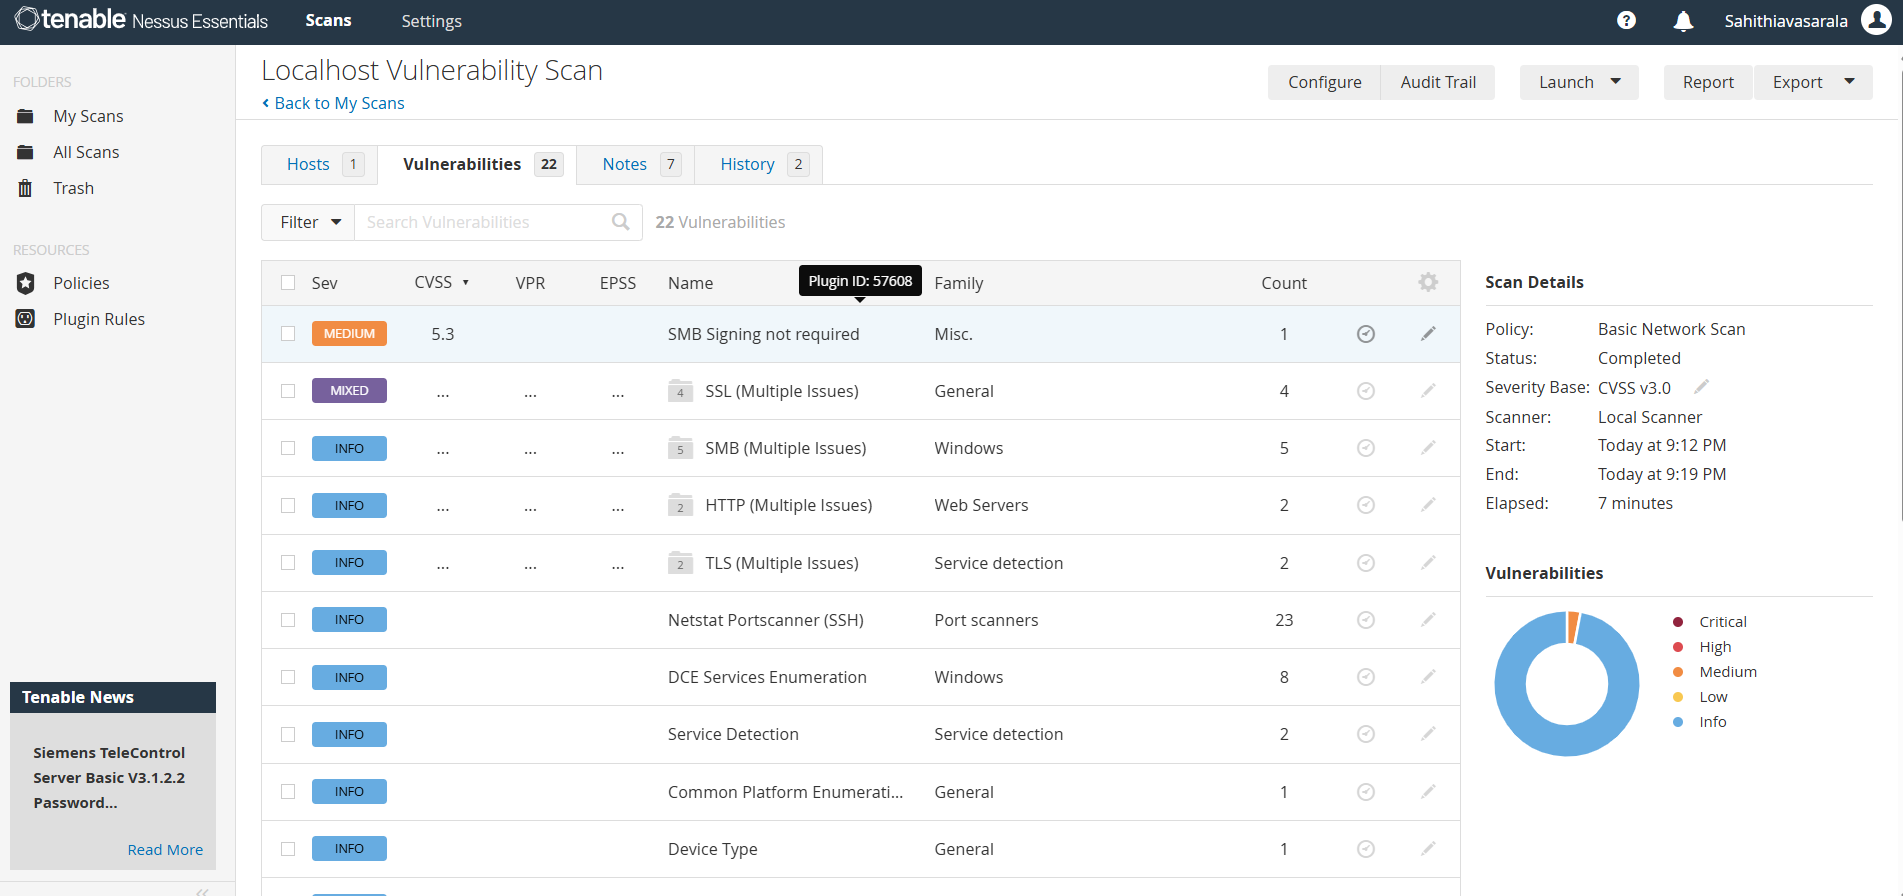 tenable Nessus Essentials Scans Settings Sahithiavasarala
FOLDERS
My Scans
All Scans
Trash
RESOURCES
Policies
Plugin Rules
Tenable News
Siemens TeleControl
Server Basic V3.1.2.2
Password...
Read More
Localhost Vulnerability Scan
Back to My Scans
Configure Audit Trail Launch Report Export
Hosts 1 Vulnerabilities 22 Notes 7 History 2
Filter Search Vulnerabilities 22 Vulnerabilities
Sev CVSS VPR EPSS Name Family Count
Plugin ID: 57608
MEDIUM 5.3 SMB Signing not required Misc. 1
MIXED ... ... ... 4 SSL (Multiple Issues) General 4
INFO ... ... ... 5 SMB (Multiple Issues) Windows 5
INFO ... ... ... 2 HTTP (Multiple Issues) Web Servers 2
INFO ... ... ... 2 TLS (Multiple Issues) Service detection 2
INFO Netstat Portscanner (SSH) Port scanners 23
INFO DCE Services Enumeration Windows 8
INFO Service Detection Service detection 2
INFO Common Platform Enumerati... General 1
INFO Device Type General 1
Scan Details
Policy: Basic Network Scan
Status: Completed
Severity Base: CVSS v3.0
Scanner: Local Scanner
Start: Today at 9:12 PM
End: Today at 9:19 PM
Elapsed: 7 minutes
Vulnerabilities
Critical
High
Medium
Low
Info